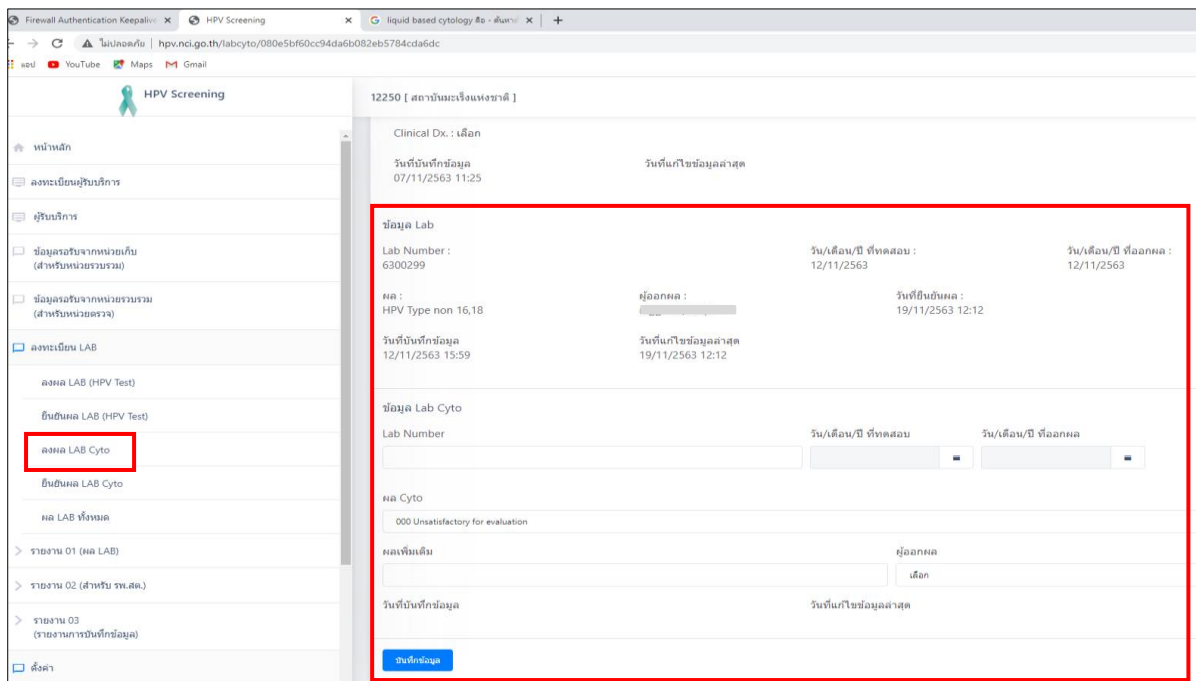 Firewall Authentication Keepaliv
HPV Screening
liquid based cytology คือ - ค้นหาด้
ไม่ปลอดภัย | hpv.nci.go.th/labcyto/080e5bf60cc94da6b082eb5784cda6dc
แอป YouTube Maps Gmail
HPV Screening
หน้าหลัก
ลงทะเบียนผู้รับบริการ
ผู้รับบริการ
ข้อมูลรอรับจากหน่วยเก็บ
(สำหรับหน่วยรวบรวม)
ข้อมูลรอรับจากหน่วยรวบรวม
(สำหรับหน่วยตรวจ)
ลงทะเบียน LAB
ลงผล LAB (HPV Test)
ยืนยันผล LAB (HPV Test)
ลงผล LAB Cyto
ยืนยันผล LAB Cyto
ผล LAB ทั้งหมด
รายงาน 01 (ผล LAB)
รายงาน 02 (สำหรับ รพ.สต.)
รายงาน 03
(รายงานการบันทึกข้อมูล)
ตั้งค่า
12250 [ สถาบันมะเร็งแห่งชาติ ]
Clinical Dx. : เลือก
วันที่บันทึกข้อมูล วันที่แก้ไขข้อมูลล่าสุด
07/11/2563 11:25
ข้อมูล Lab
Lab Number : วัน/เดือน/ปี ที่ทดสอบ : วัน/เดือน/ปี ที่ออกผล :
6300299 12/11/2563 12/11/2563
ผล : ผู้ออกผล : วันที่ยืนยันผล :
HPV Type non 16,18 19/11/2563 12:12
วันที่บันทึกข้อมูล วันที่แก้ไขข้อมูลล่าสุด
12/11/2563 15:59 19/11/2563 12:12
ข้อมูล Lab Cyto
Lab Number วัน/เดือน/ปี ที่ทดสอบ วัน/เดือน/ปี ที่ออกผล
ผล Cyto
000 Unsatisfactory for evaluation
ผลเพิ่มเติม ผู้ออกผล
เลือก
วันที่บันทึกข้อมูล วันที่แก้ไขข้อมูลล่าสุด
บันทึกข้อมูล